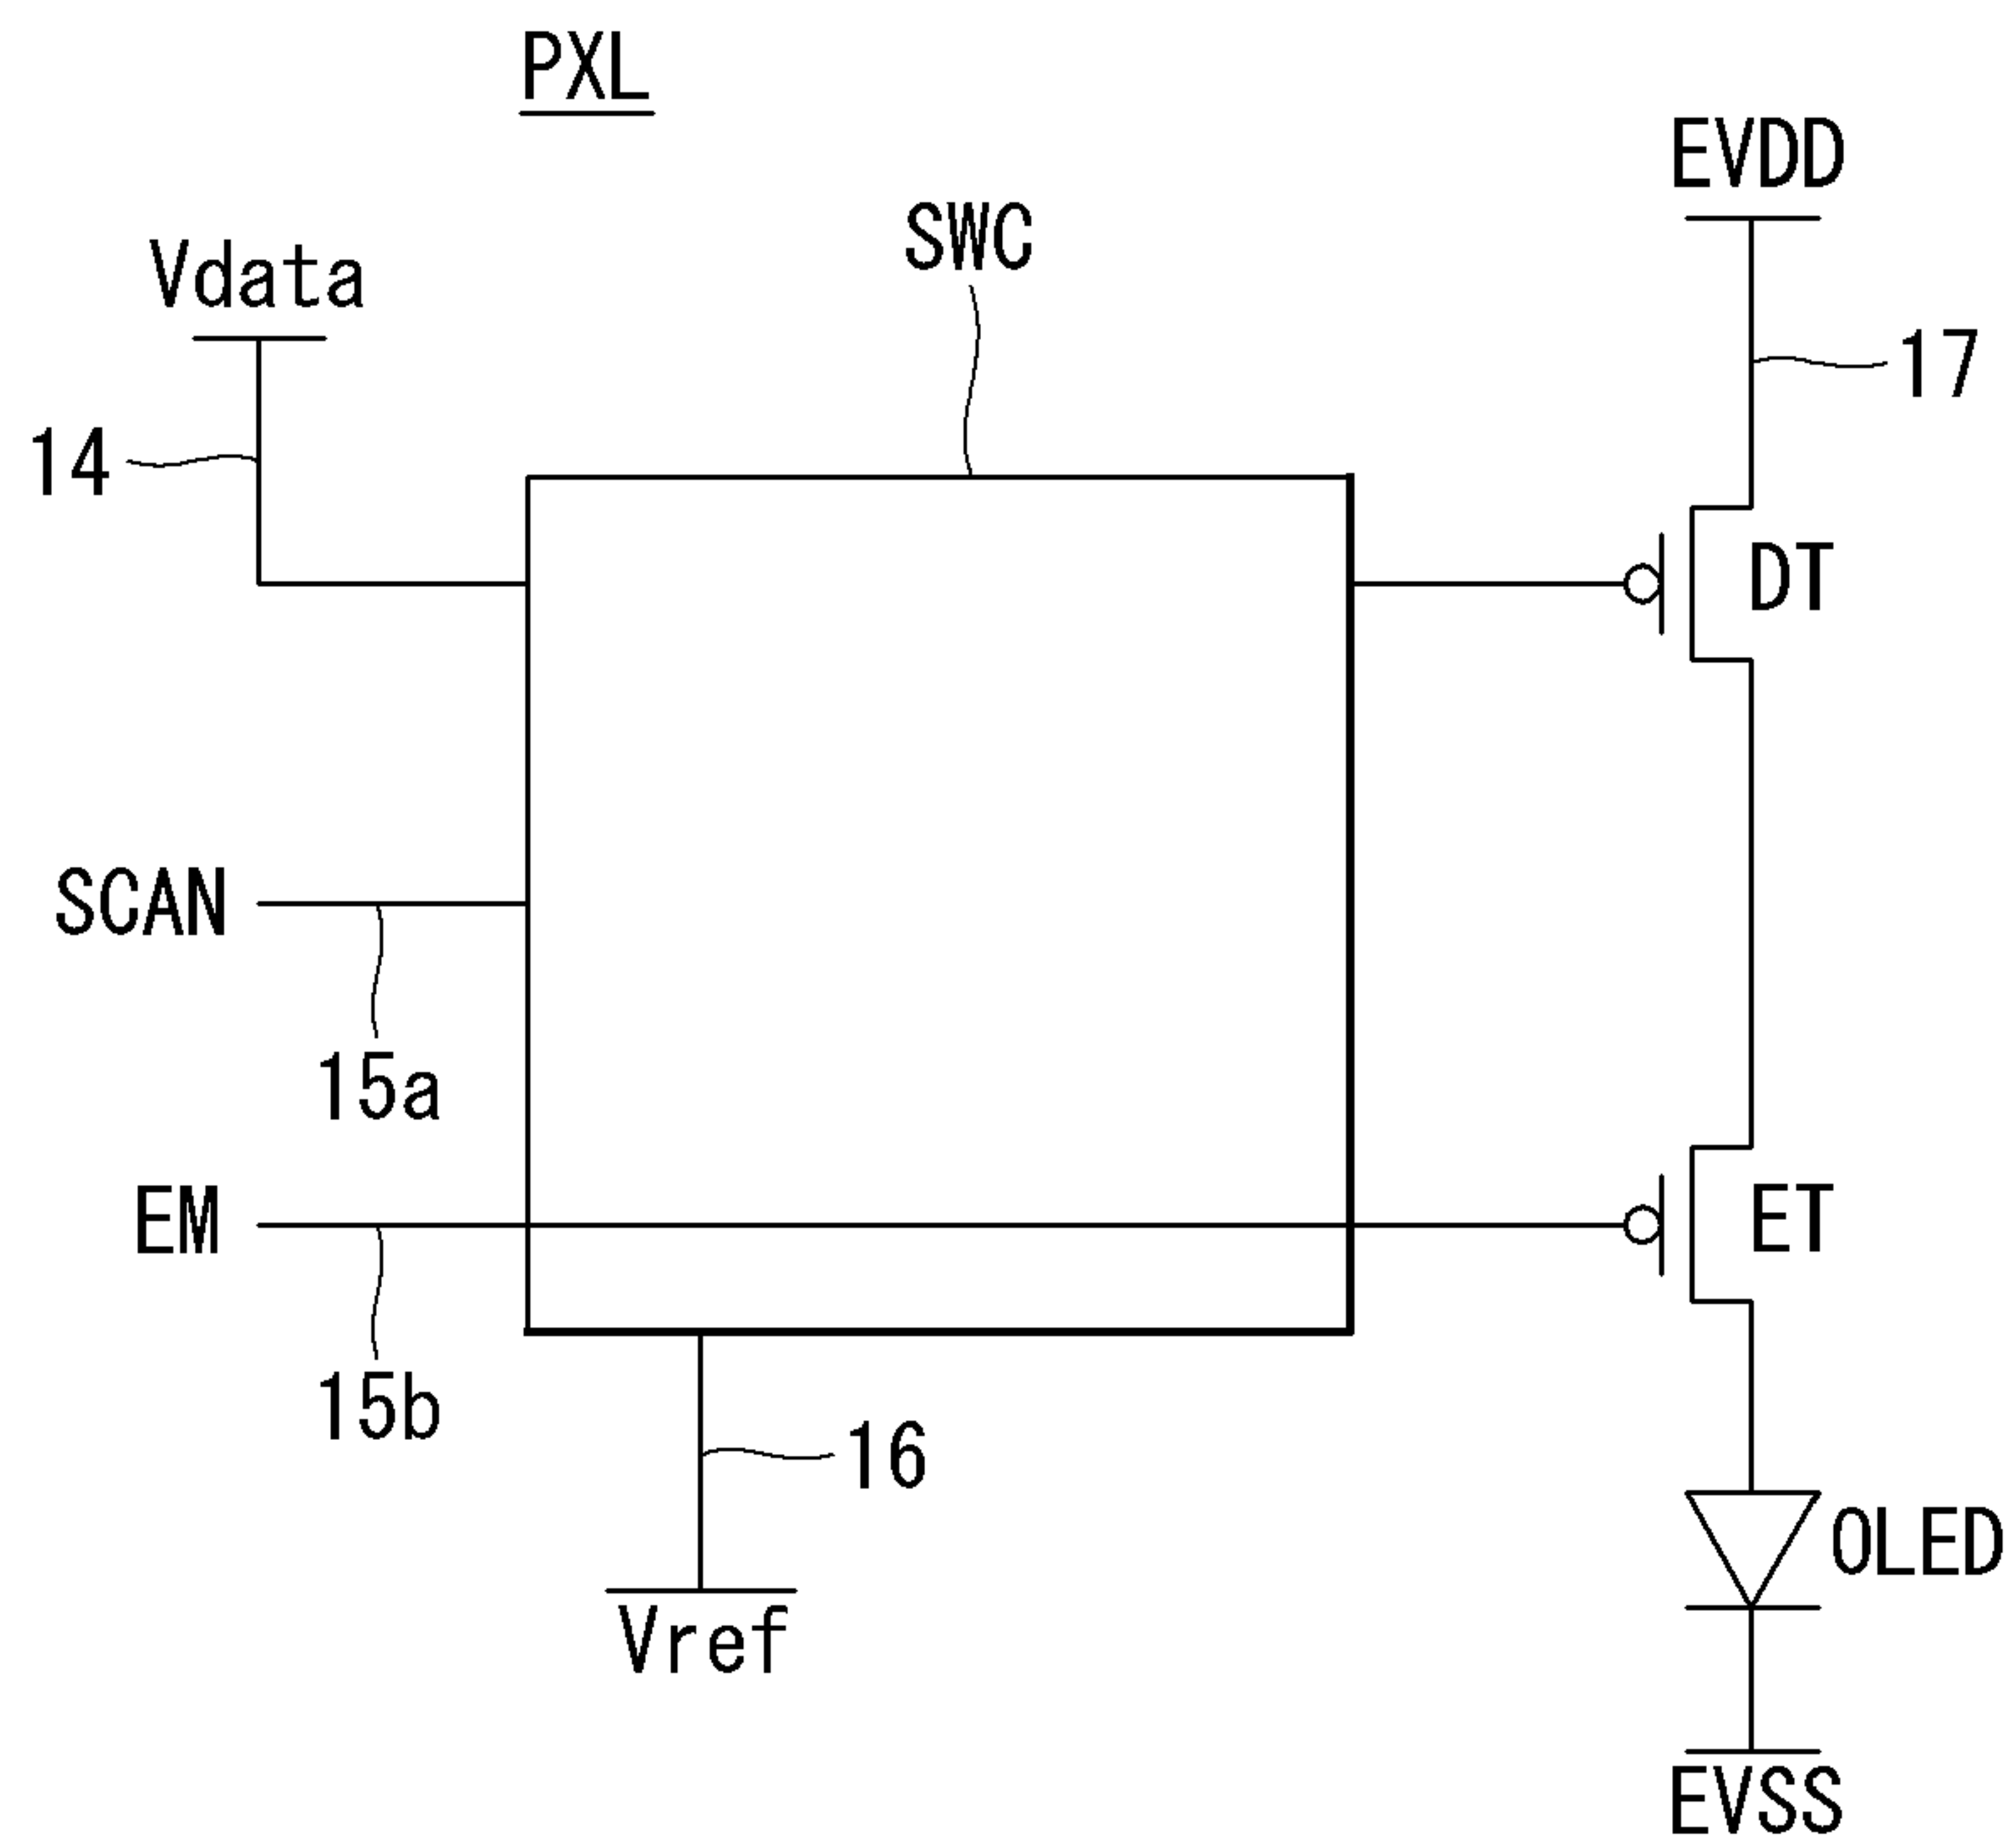 PXL
EVDD
SWC
Vdata
17
14
DT
SCAN
15a
EM
ET
15b
16
OLED
Vref
EVSS